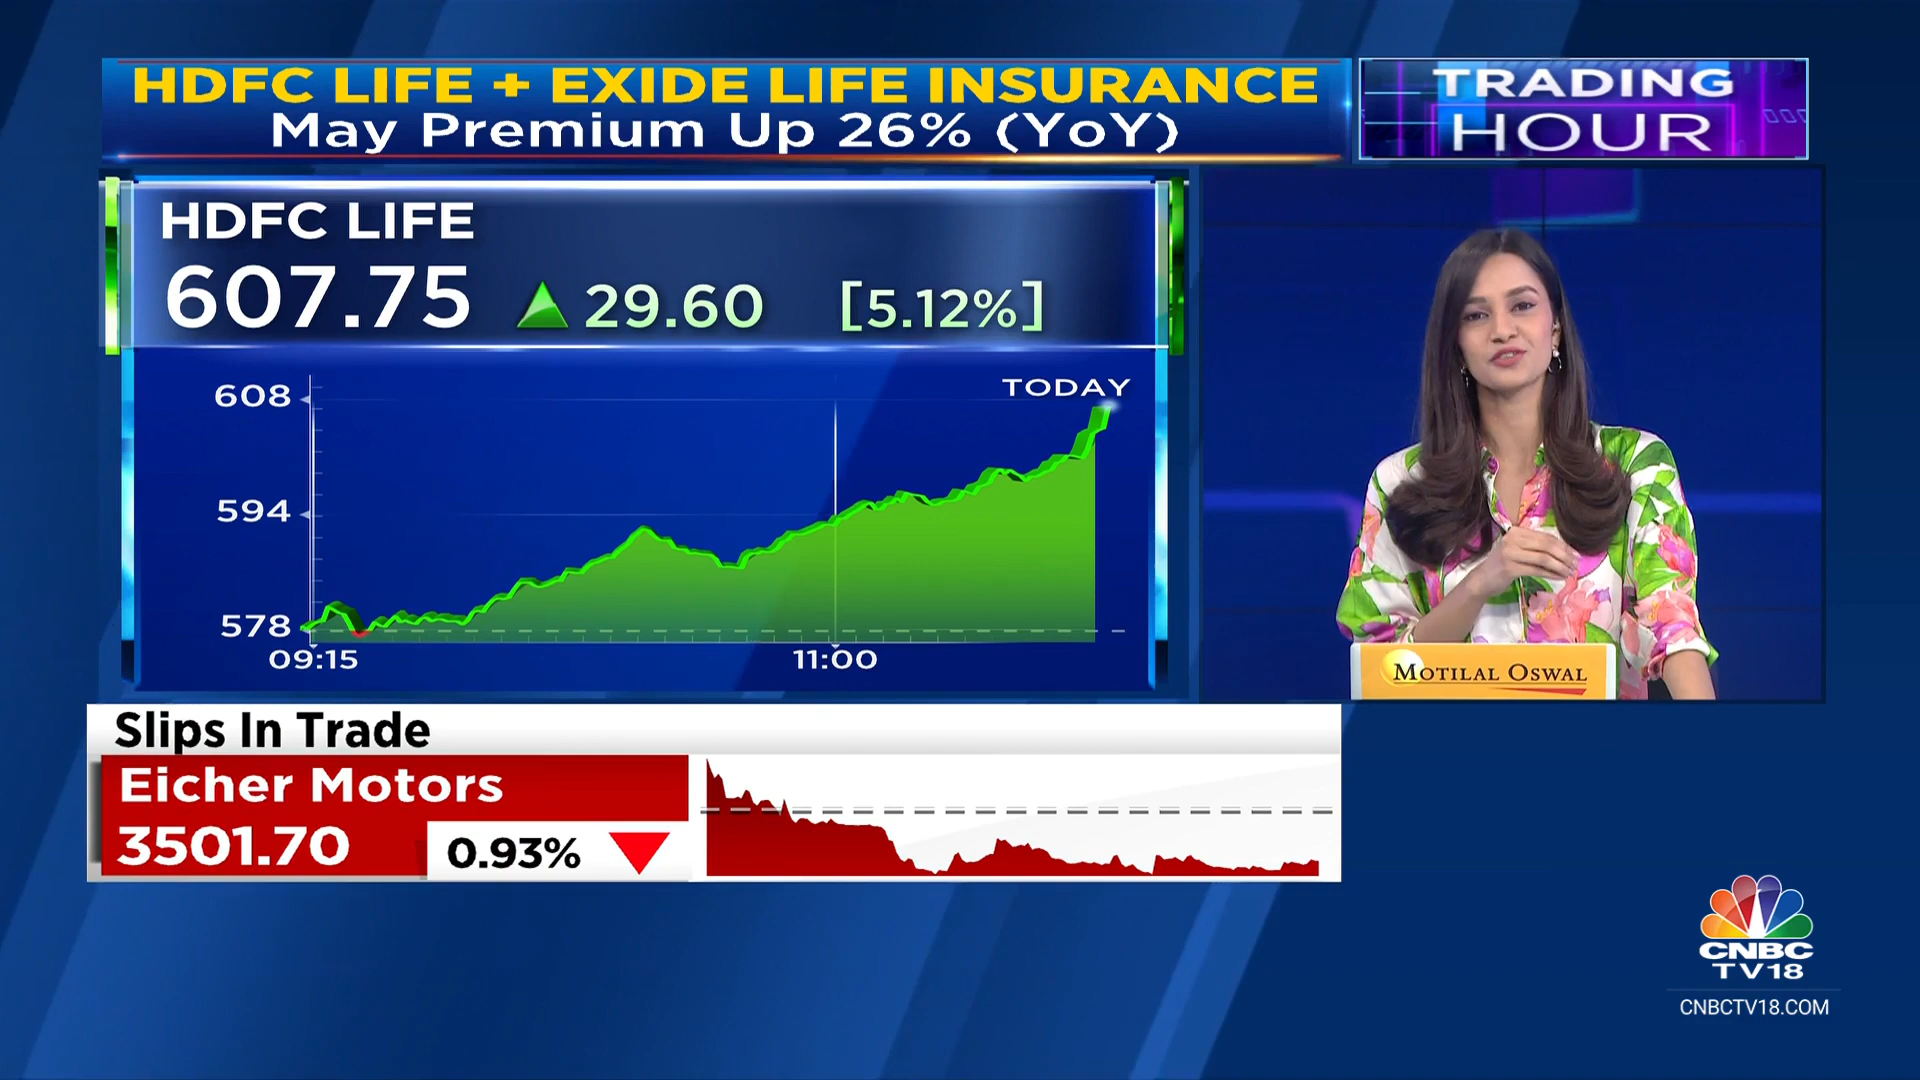 HDFC LIFE + EXIDE LIFE INSURANCE
May Premium Up 26% (YoY)
TRADING
HOUR
HDFC LIFE
607.75 ▲ 29.60 [5.12%]
TODAY
608
594
578
09:15 11:00
MOTILAL OSWAL
Slips In Trade
Eicher Motors
3501.70 0.93% ▼
CNBC
TV18
CNBCTV18.COM